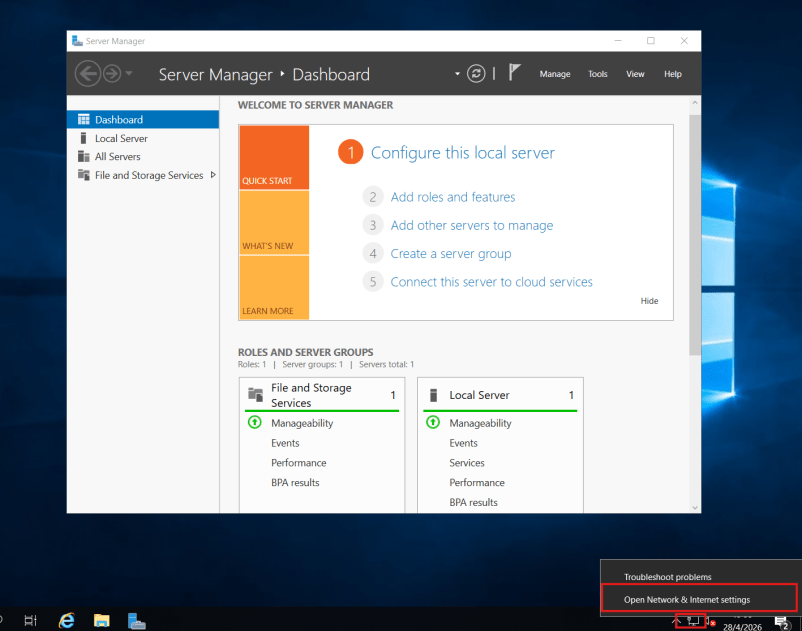 Server Manager
Server Manager ‣ Dashboard
Manage Tools View Help
Dashboard
Local Server
All Servers
File and Storage Services
WELCOME TO SERVER MANAGER
QUICK START
WHAT'S NEW
LEARN MORE
1 Configure this local server
2 Add roles and features
3 Add other servers to manage
4 Create a server group
5 Connect this server to cloud services
Hide
ROLES AND SERVER GROUPS
Roles: 1 | Server groups: 1 | Servers total: 1
File and Storage
Services 1
Manageability
Events
Performance
BPA results
Local Server 1
Manageability
Events
Services
Performance
BPA results
Troubleshoot problems
Open Network & Internet settings
28/4/2026
2